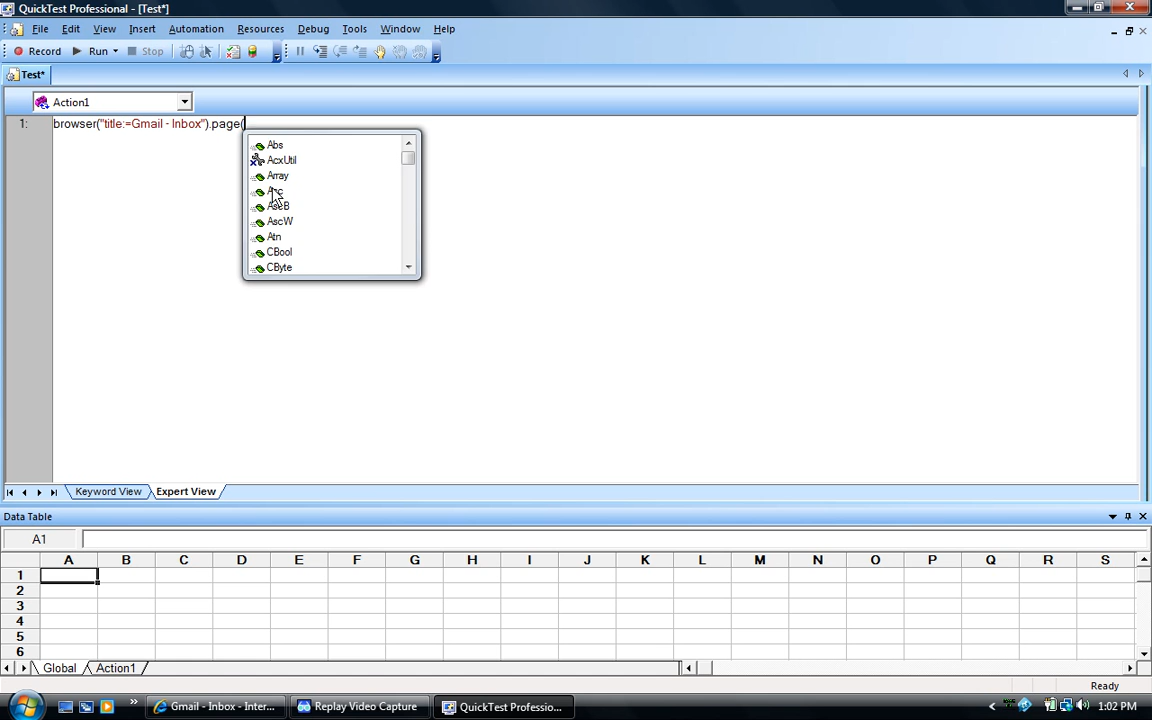 QuickTest Professional - [Test*]
File Edit View Insert Automation Resources Debug Tools Window Help
Record Run Stop
Test*
Action1
1: browser("title:=Gmail - Inbox").page(
Abs
AcxUtil
Array
Asc
AscB
AscW
Atn
CBool
CByte
Keyword View Expert View
Data Table
A1
A B C D E F G H I J K L M N O P Q R S
1
2
3
4
5
6
Global Action1
Ready
Gmail - Inbox - Inter... Replay Video Capture QuickTest Professio... 1:02 PM